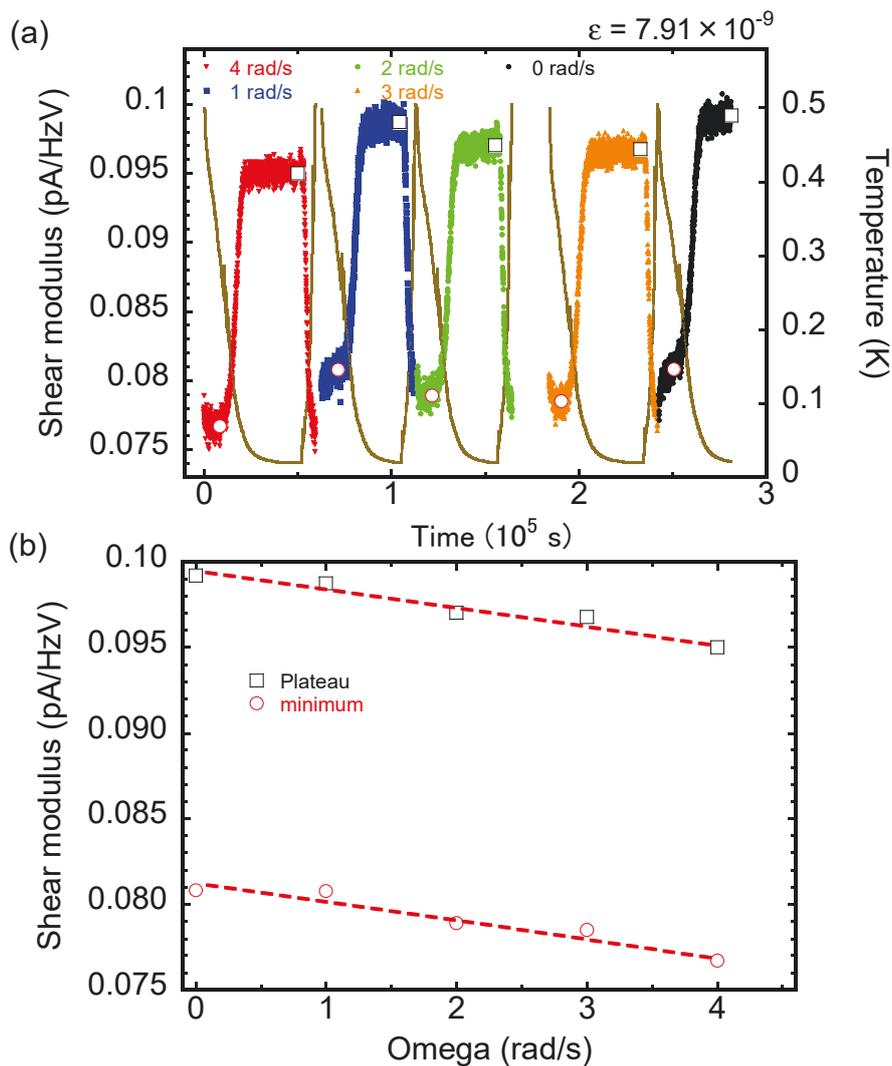 (a)
ε = 7.91 × 10⁻⁹
4 rad/s 2 rad/s 0 rad/s
1 rad/s 3 rad/s
Shear modulus (pA/HzV)
0.1
0.095
0.09
0.085
0.08
0.075
0.5
0.4
0.3
0.2
0.1
0
Temperature (K)
0 1 2 3
Time (10⁵ s)
(b)
Shear modulus (pA/HzV)
0.10
0.095
0.090
0.085
0.080
0.075
Plateau
minimum
0 1 2 3 4
Omega (rad/s)